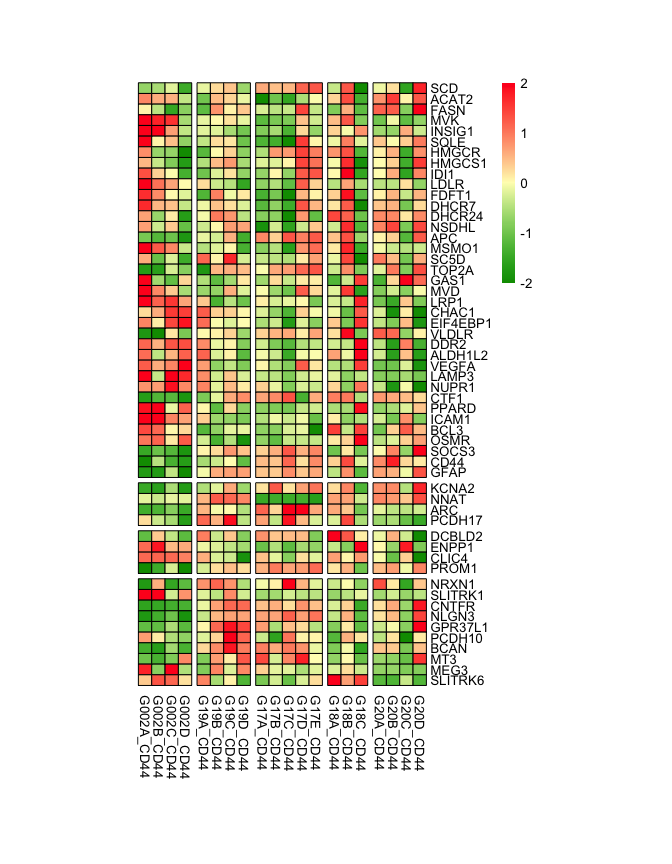 SCD
ACAT2
FASN
MVK
INSIG1
SQLE
HMGCR
HMGCS1
IDI1
LDLR
FDFT1
DHCR7
DHCR24
NSDHL
APC
MSMO1
SC5D
TOP2A
GAS1
MVD
LRP1
CHAC1
EIF4EBP1
VLDLR
DDR2
ALDH1L2
VEGFA
LAMP3
NUPR1
CTF1
PPARD
ICAM1
BCL3
OSMR
SOCS3
CD44
GFAP
KCNA2
NNAT
ARC
PCDH17
DCBLD2
ENPP1
CLIC4
PROM1
NRXN1
SLITRK1
CNTFR
NLGN3
GPR37L1
PCDH10
BCAN
MT3
MEG3
SLITRK6
2
1
0
-1
-2
G002A_CD44
G002B_CD44
G002C_CD44
G002D_CD44
G19A_CD44
G19B_CD44
G19C_CD44
G19D_CD44
G17A_CD44
G17B_CD44
G17C_CD44
G17D_CD44
G17E_CD44
G18A_CD44
G18B_CD44
G18C_CD44
G20A_CD44
G20B_CD44
G20C_CD44
G20D_CD44